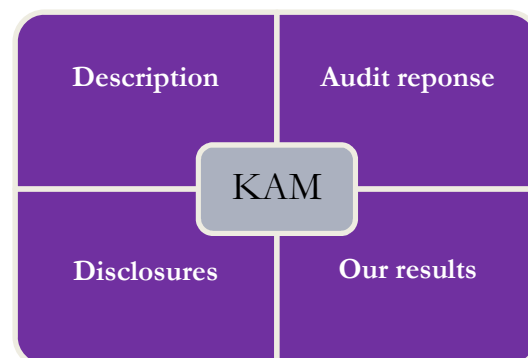 Description
Audit reponse
KAM
Disclosures
Our results